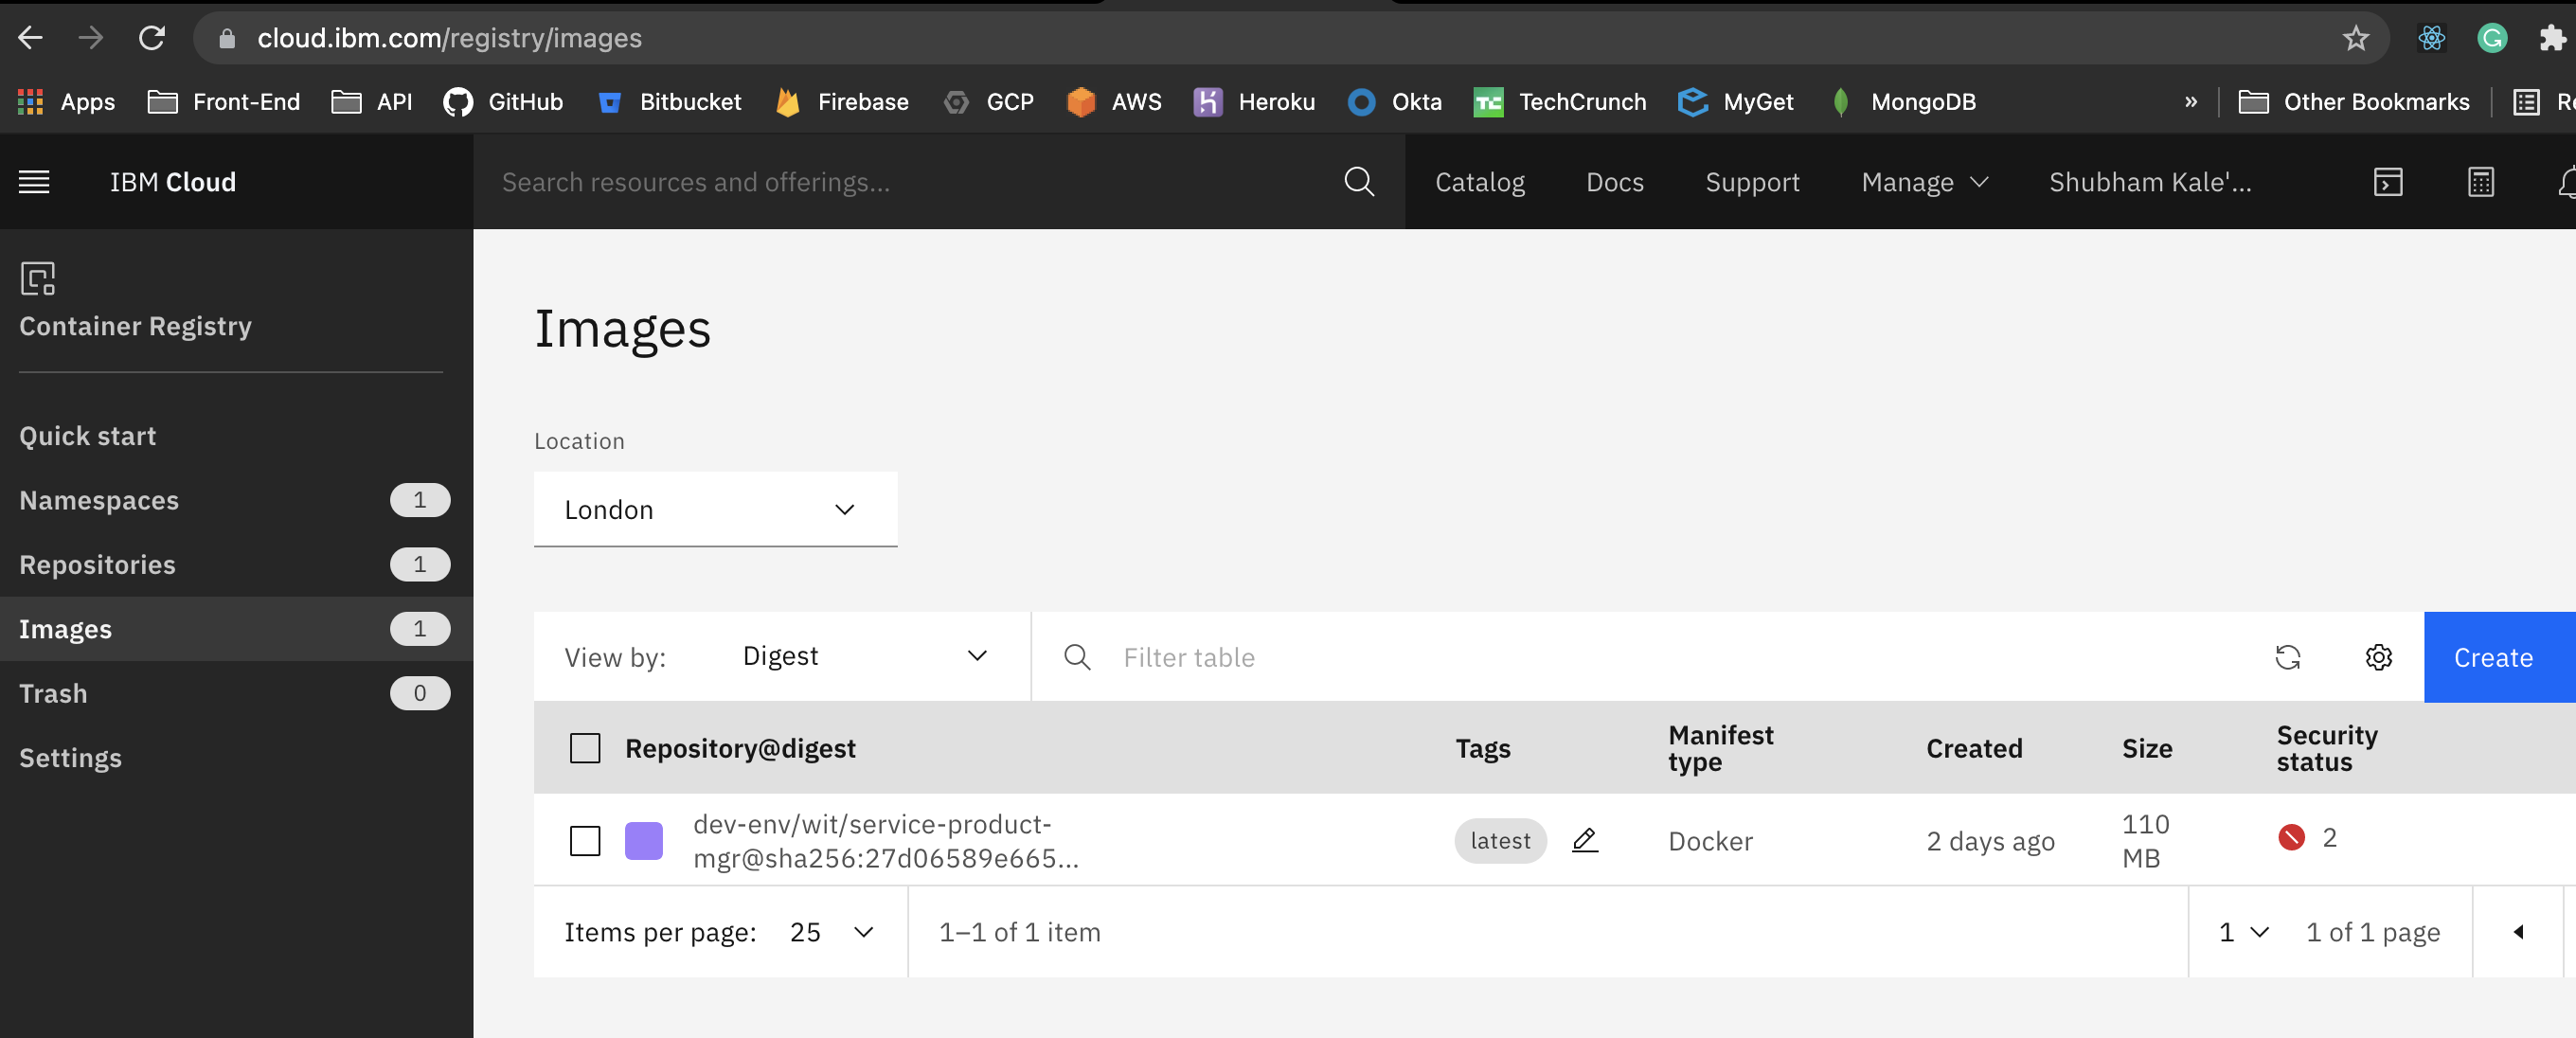 cloud.ibm.com/registry/images
Apps Front-End API GitHub Bitbucket Firebase GCP AWS Heroku Okta TechCrunch MyGet MongoDB » Other Bookmarks
IBM Cloud
Search resources and offerings...
Catalog Docs Support Manage Shubham Kale'...
Container Registry
Quick start
Namespaces 1
Repositories 1
Images 1
Trash 0
Settings
Images
Location
London
View by: Digest
Filter table
Create
Repository@digest Tags Manifest type Created Size Security status
dev-env/wit/service-product-
mgr@sha256:27d06589e665...
latest
Docker
2 days ago
110
MB
2
Items per page: 25
1–1 of 1 item
1
1 of 1 page